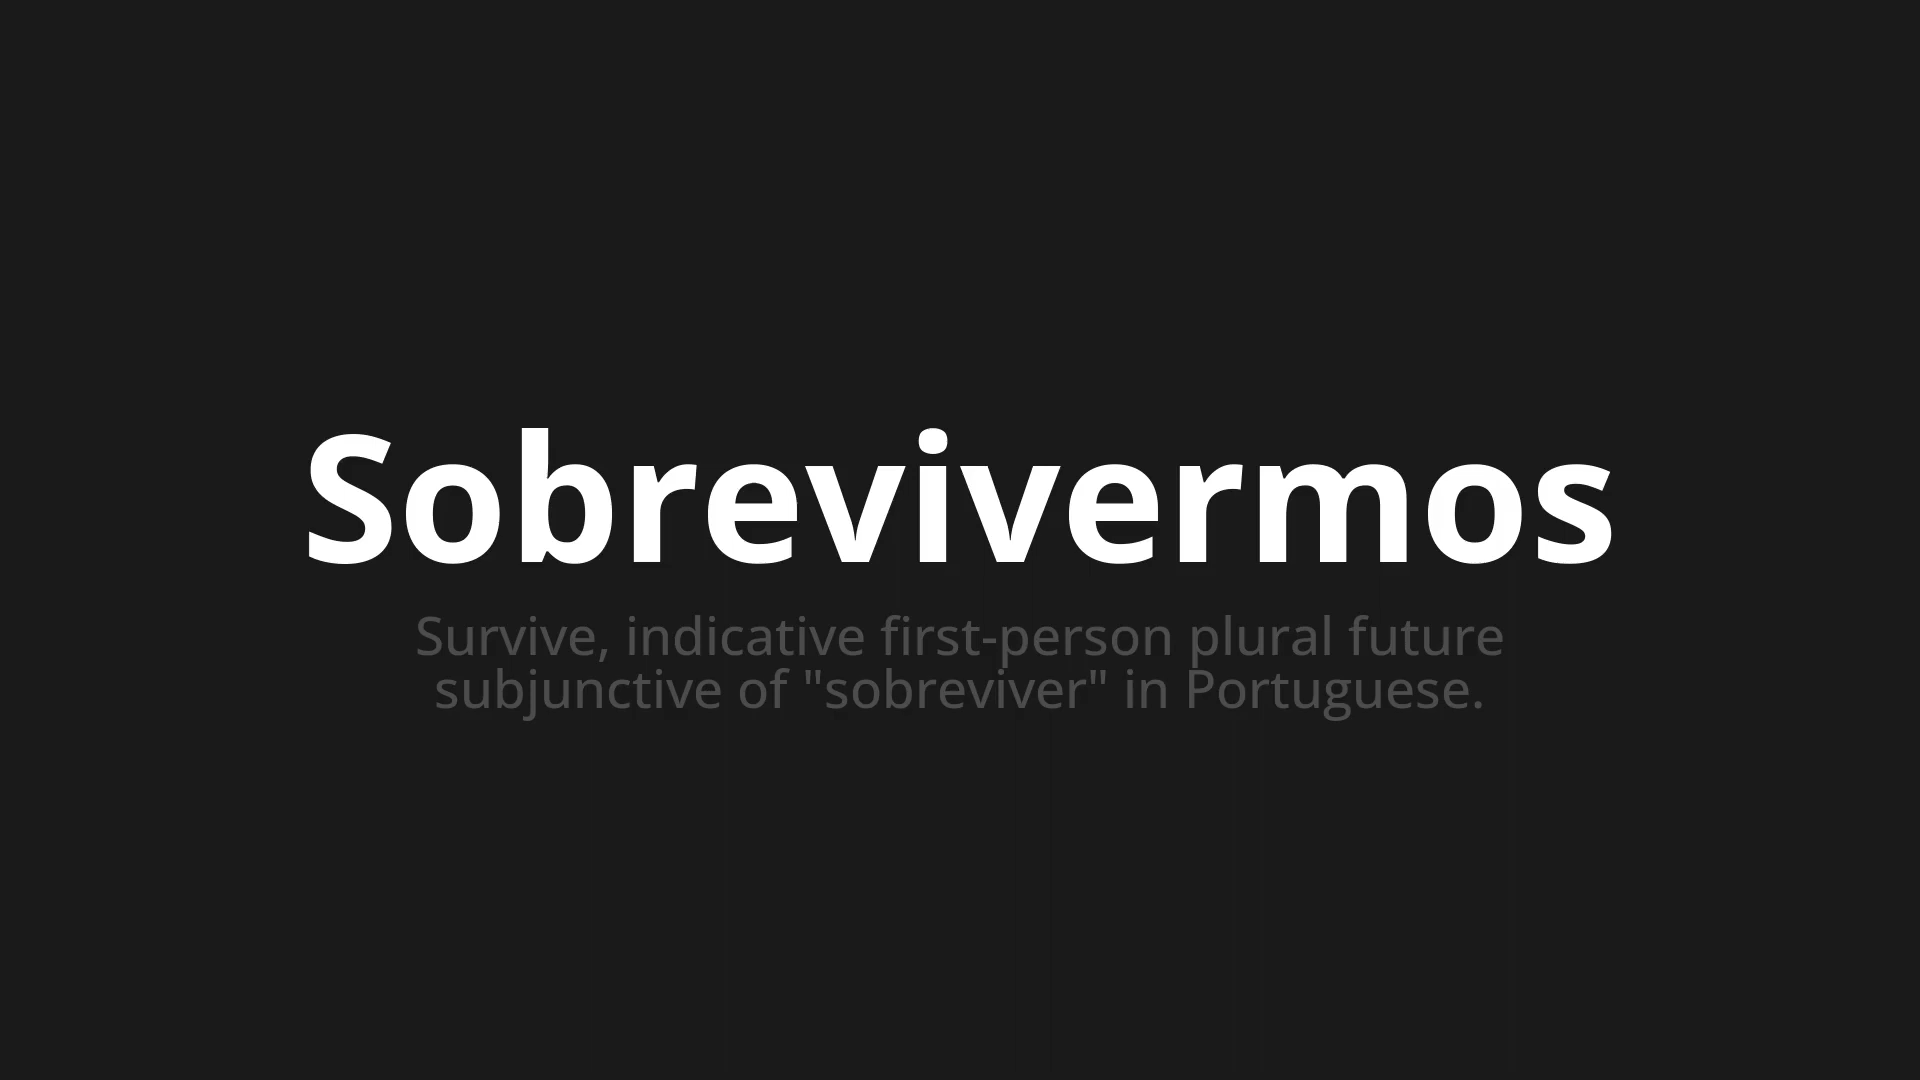 Sobrevivermos
Survive, indicative first-person plural future
subjunctive of "sobreviver" in Portuguese.